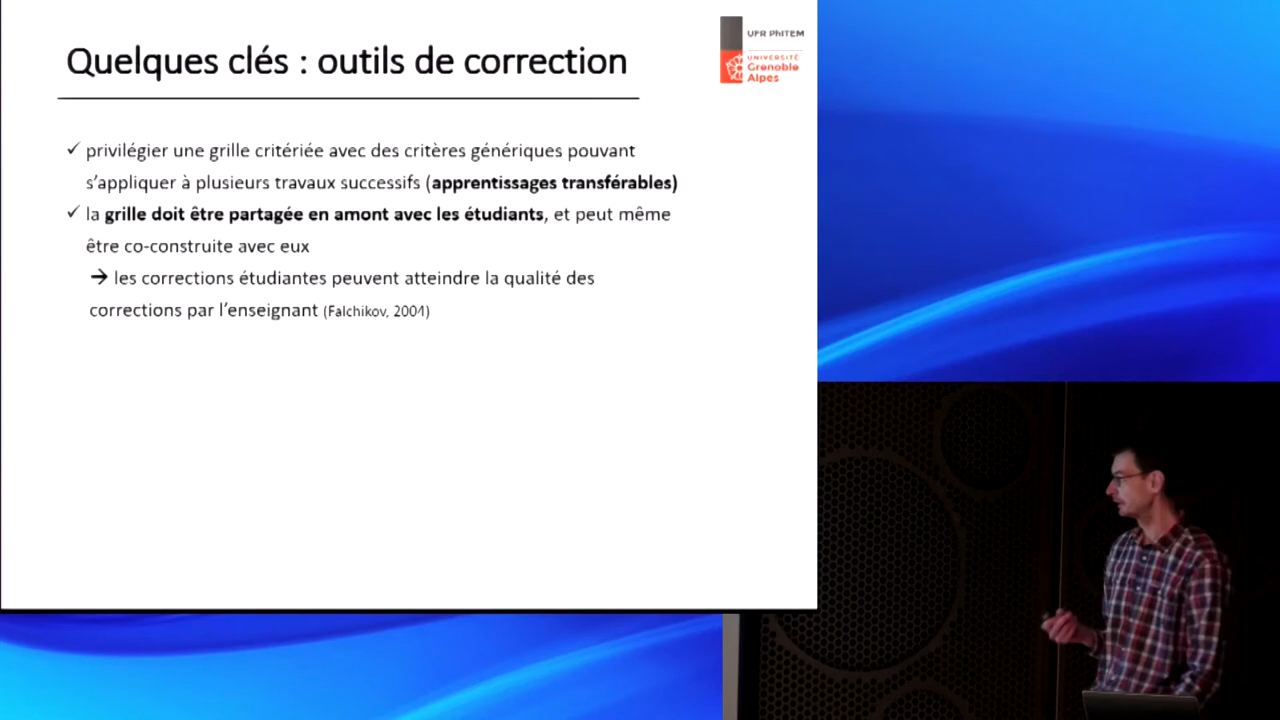 Quelques clés : outils de correction
UFR PhITEM
UNIVERSITÉ
Grenoble
Alpes
✓ privilégier une grille critériée avec des critères génériques pouvant
s’appliquer à plusieurs travaux successifs (apprentissages transférables)
✓ la grille doit être partagée en amont avec les étudiants, et peut même
être co-construite avec eux
→ les corrections étudiantes peuvent atteindre la qualité des
corrections par l’enseignant (Falchikov, 2004)